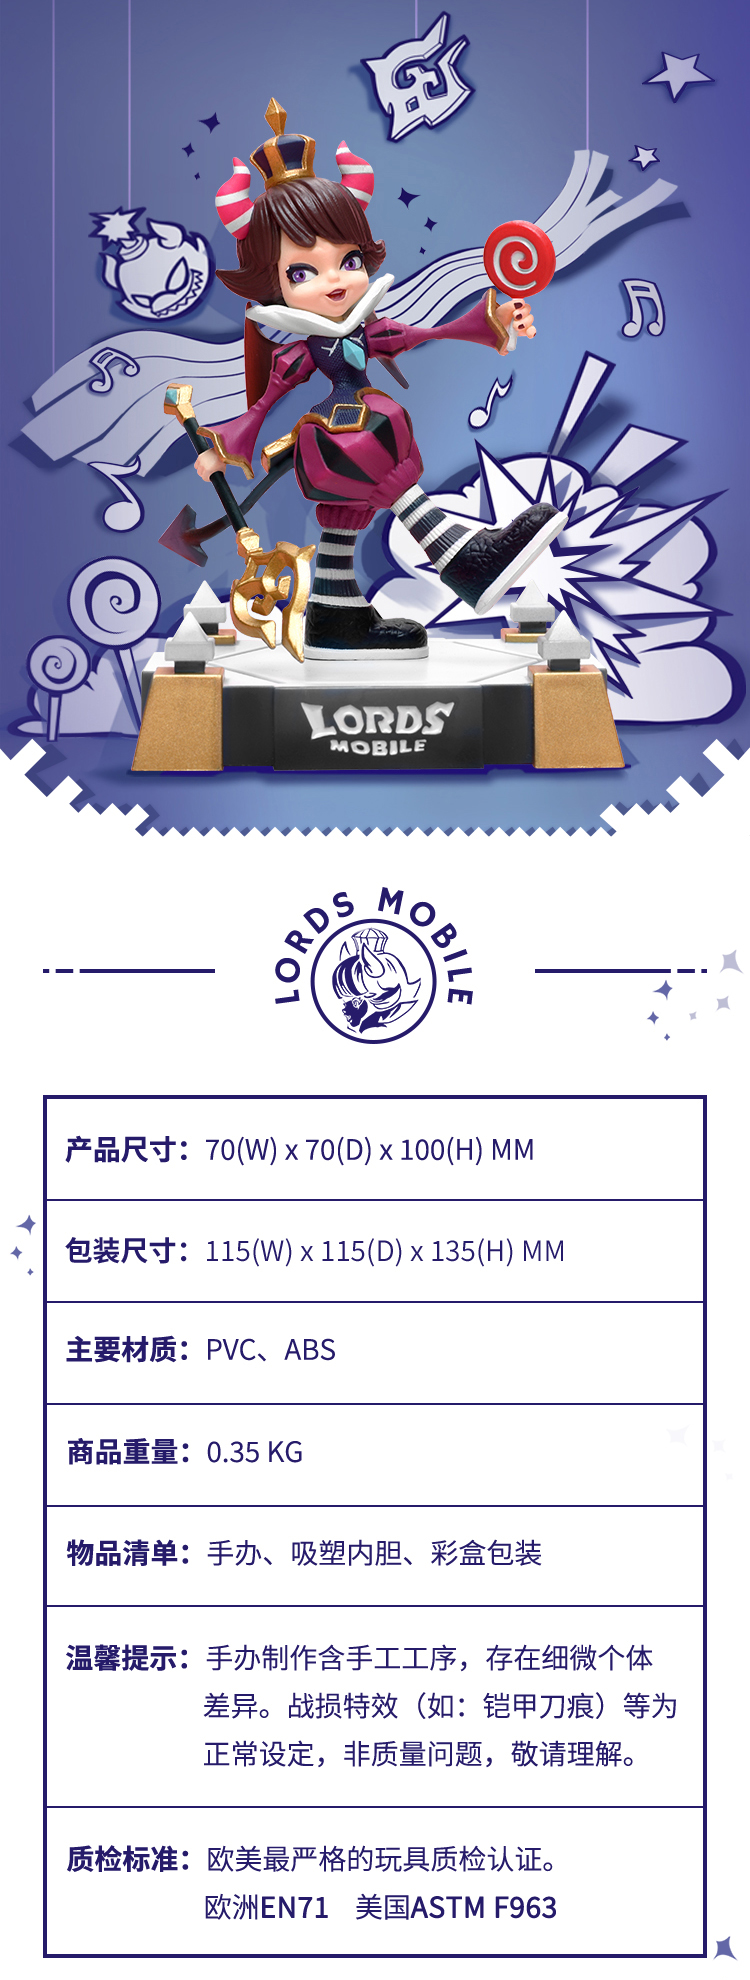 LORDS
MOBILE
LORDS MOBILE
产品尺寸：70(W) x 70(D) x 100(H) MM
包装尺寸：115(W) x 115(D) x 135(H) MM
主要材质：PVC、ABS
商品重量：0.35 KG
物品清单：手办、吸塑内胆、彩盒包装
温馨提示：手办制作含手工工序，存在细微个体
差异。战损特效（如：铠甲刀痕）等为
正常设定，非质量问题，敬请理解。
质检标准：欧美最严格的玩具质检认证。
欧洲EN71 美国ASTM F963